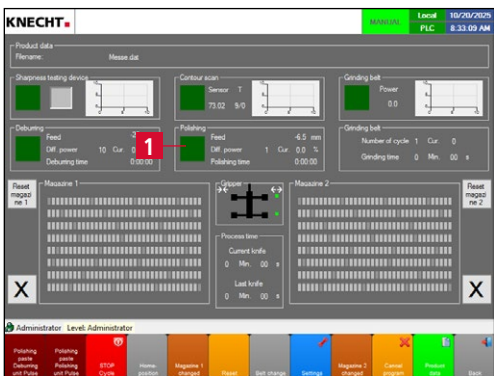 KNECHT
MANUAL
Local
PLC
10/20/2025
8:33:09 AM
Product data
Filename: Messe.dat
Sharpness testing device
Contour scan
Sensor T
73.02 9/0
Grinding belt
Power
0.0
Deburring
Feed
Diff. power 10 Cur. 0
Deburring time 0:00:00
1
Polishing
Feed -6.5 mm
Diff. power 1 Cur. 0.0 %
Polishing time 0:00:00
Grinding belt
Number of cycle 1 Cur. 0
Grinding time 0 Min. 00 s
Reset
magazi
ne 1
Magazine 1
Gripper
Magazine 2
Reset
magazi
ne 2
Process time
Current knife
0 Min. 00 s
Last knife
0 Min. 00 s
X
X
Administrator Level: Administrator
Polishing
paste
Deburring
unit Pulse
Polishing
paste
Polishing
unit Pulse
STOP
Cycle
Home-
position
Magazine 1
changed
Reset
Belt change
Settings
Magazine 2
changed
Cancel
program
Product
data
Back